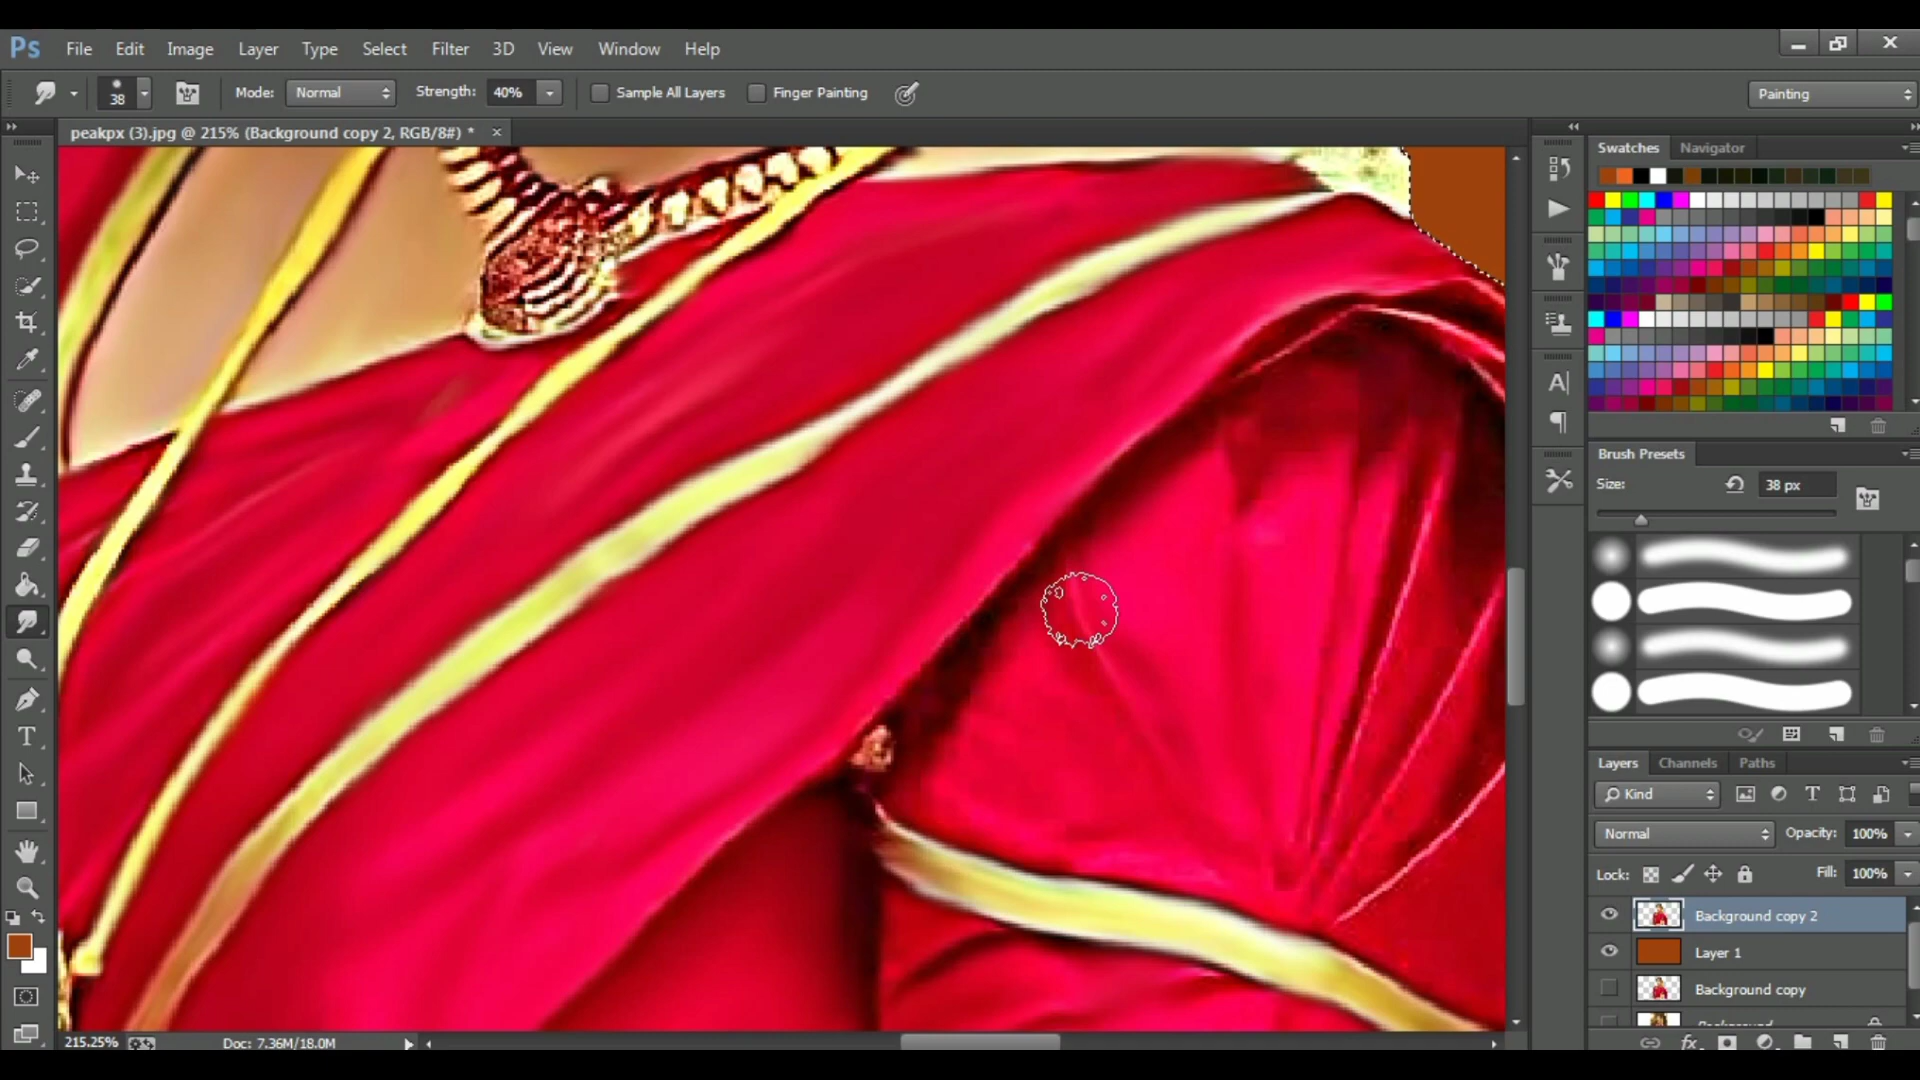 Ps File Edit Image Layer Type Select Filter 3D View Window Help
38 Mode: Normal Strength: 40% Sample All Layers Finger Painting Painting
peakpx (3).jpg @ 215% (Background copy 2, RGB/8#) *
Swatches Navigator
Brush Presets
Size: 38 px
Layers Channels Paths
Kind
Normal Opacity: 100%
Lock: Fill: 100%
Background copy 2
Layer 1
Background copy
Background
215.25% Doc: 7.36M/18.0M